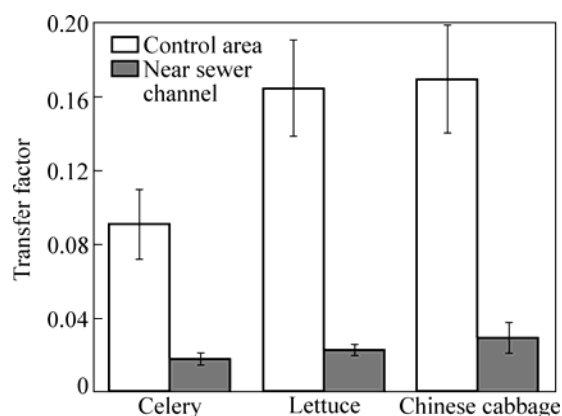 0.20
0.16
0.12
0.08
0.04
0
Transfer factor
Control area
Near sewer
channel
Celery Lettuce Chinese cabbage